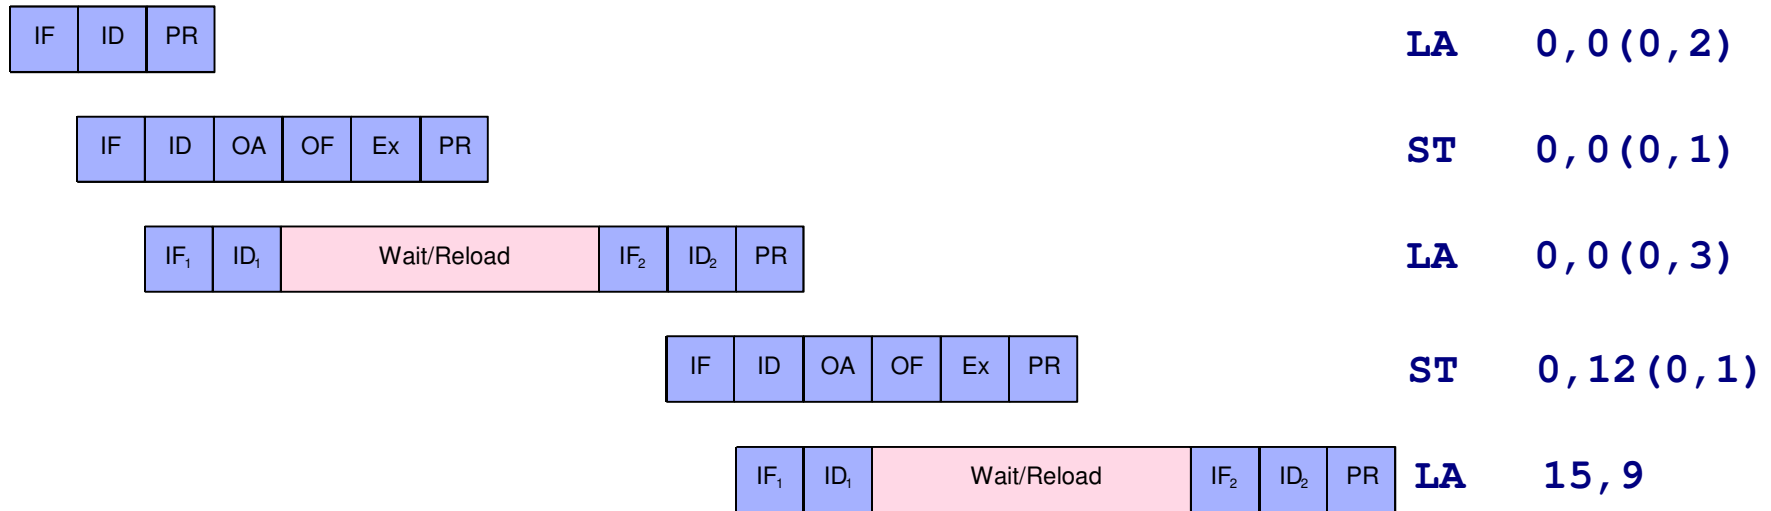 IF ID PR LA 0,0(0,2)
IF ID OA OF Ex PR ST 0,0(0,1)
IF₁ ID₁ Wait/Reload IF₂ ID₂ PR LA 0,0(0,3)
IF ID OA OF Ex PR ST 0,12(0,1)
IF₁ ID₁ Wait/Reload IF₂ ID₂ PR LA 15,9